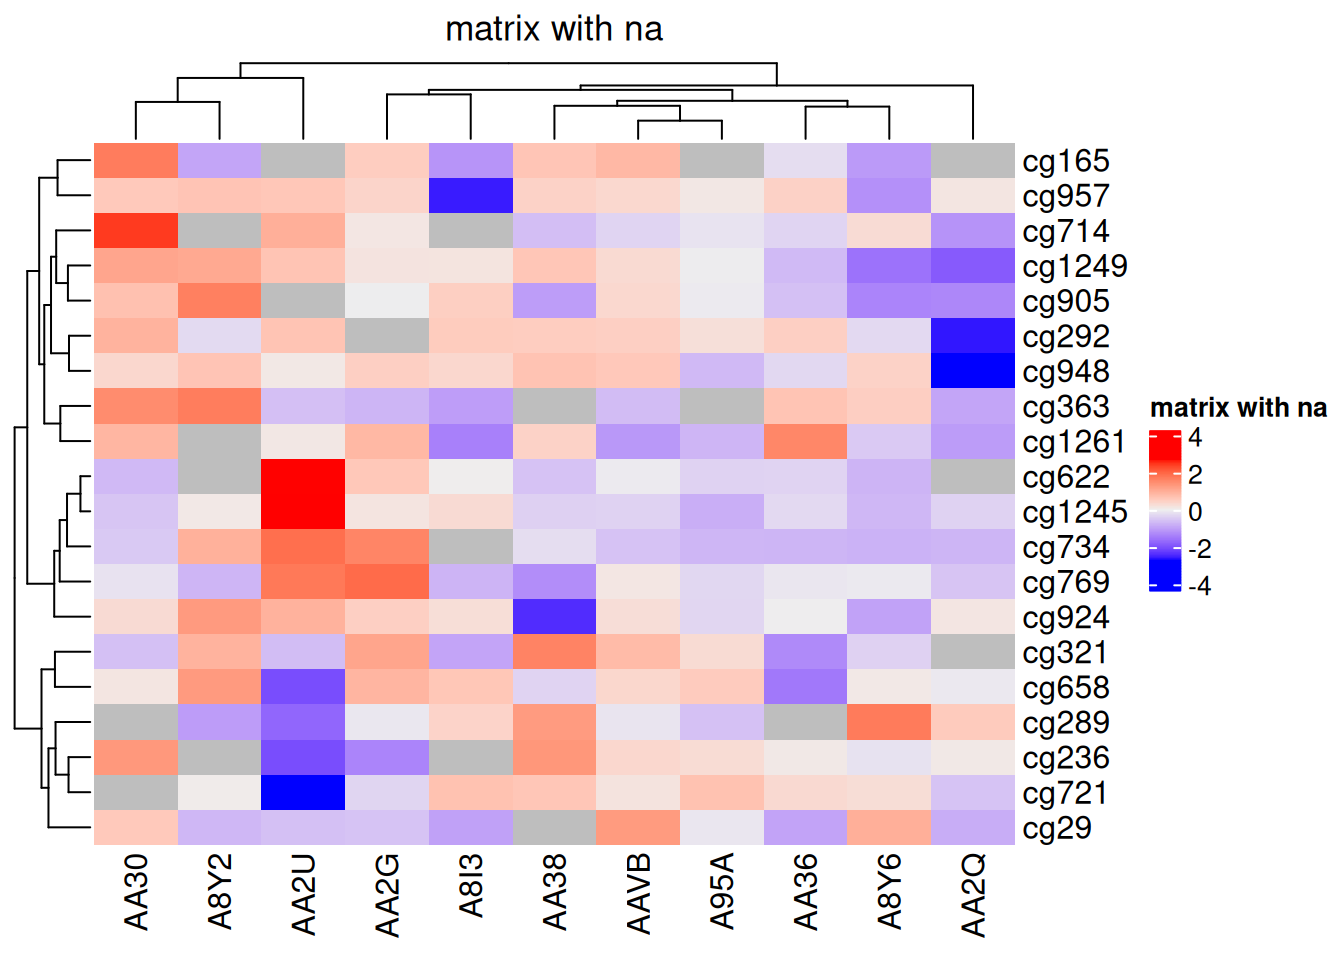 matrix with na
cg165
cg957
cg714
cg1249
cg905
cg292
cg948
cg363
cg1261
cg622
cg1245
cg734
cg769
cg924
cg321
cg658
cg289
cg236
cg721
cg29
AA30
A8Y2
AA2U
AA2G
A8I3
AA38
AAVB
A95A
AA36
A8Y6
AA2Q
matrix with na
4
2
0
-2
-4